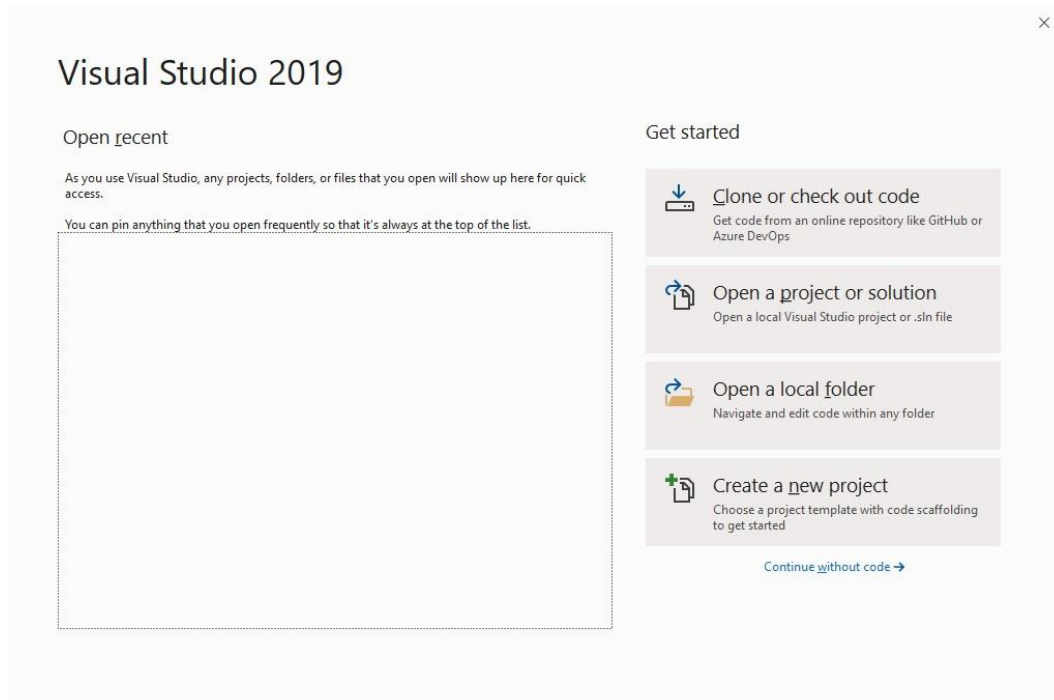 Visual Studio 2019
Open recent
As you use Visual Studio, any projects, folders, or files that you open will show up here for quick
access.
You can pin anything that you open frequently so that it's always at the top of the list.
Get started
Clone or check out code
Get code from an online repository like GitHub or
Azure DevOps
Open a project or solution
Open a local Visual Studio project or .sln file
Open a local folder
Navigate and edit code within any folder
Create a new project
Choose a project template with code scaffolding
to get started
Continue without code →